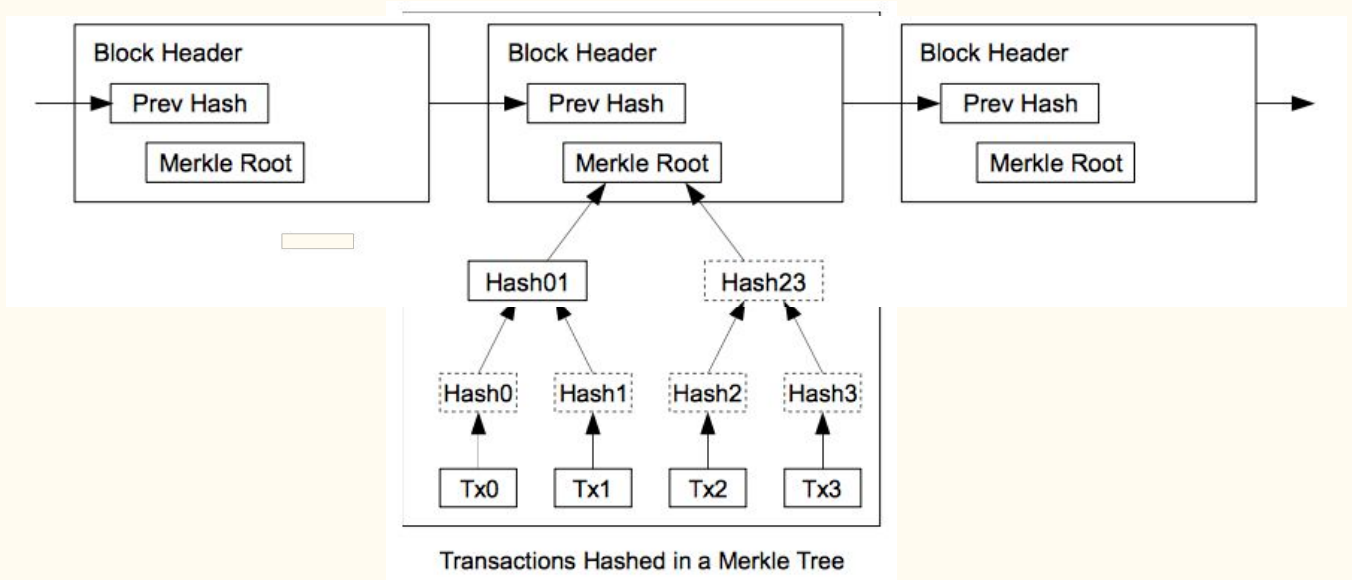 Block Header
Block Header
Block Header
Prev Hash
Prev Hash
Prev Hash
Merkle Root
Merkle Root
Merkle Root
Hash01
Hash23
Hash0
Hash1
Hash2
Hash3
Tx0
Tx1
Tx2
Tx3
Transactions Hashed in a Merkle Tree